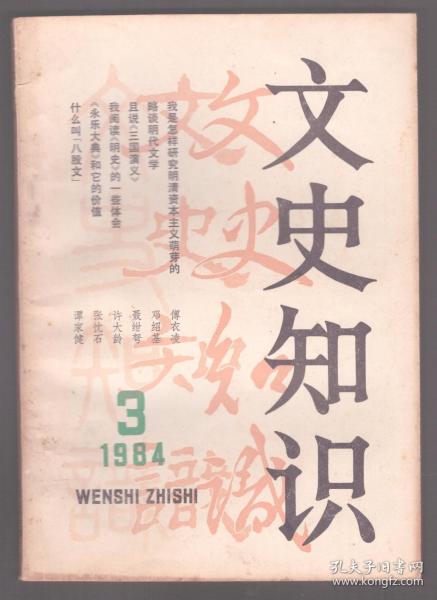 文史知识
我是怎样研究明清资本主义萌芽的
略谈明代文学
且说《三国演义》
我阅读《明史》的一些体会
《永乐大典》和它的价值
什么叫“八股文”
傅衣凌
邓绍基
聂绀弩
许大龄
张忱石
谭家健
3
1984
WENSHI ZHISHI
孔夫子旧书网
www.kongfz.com